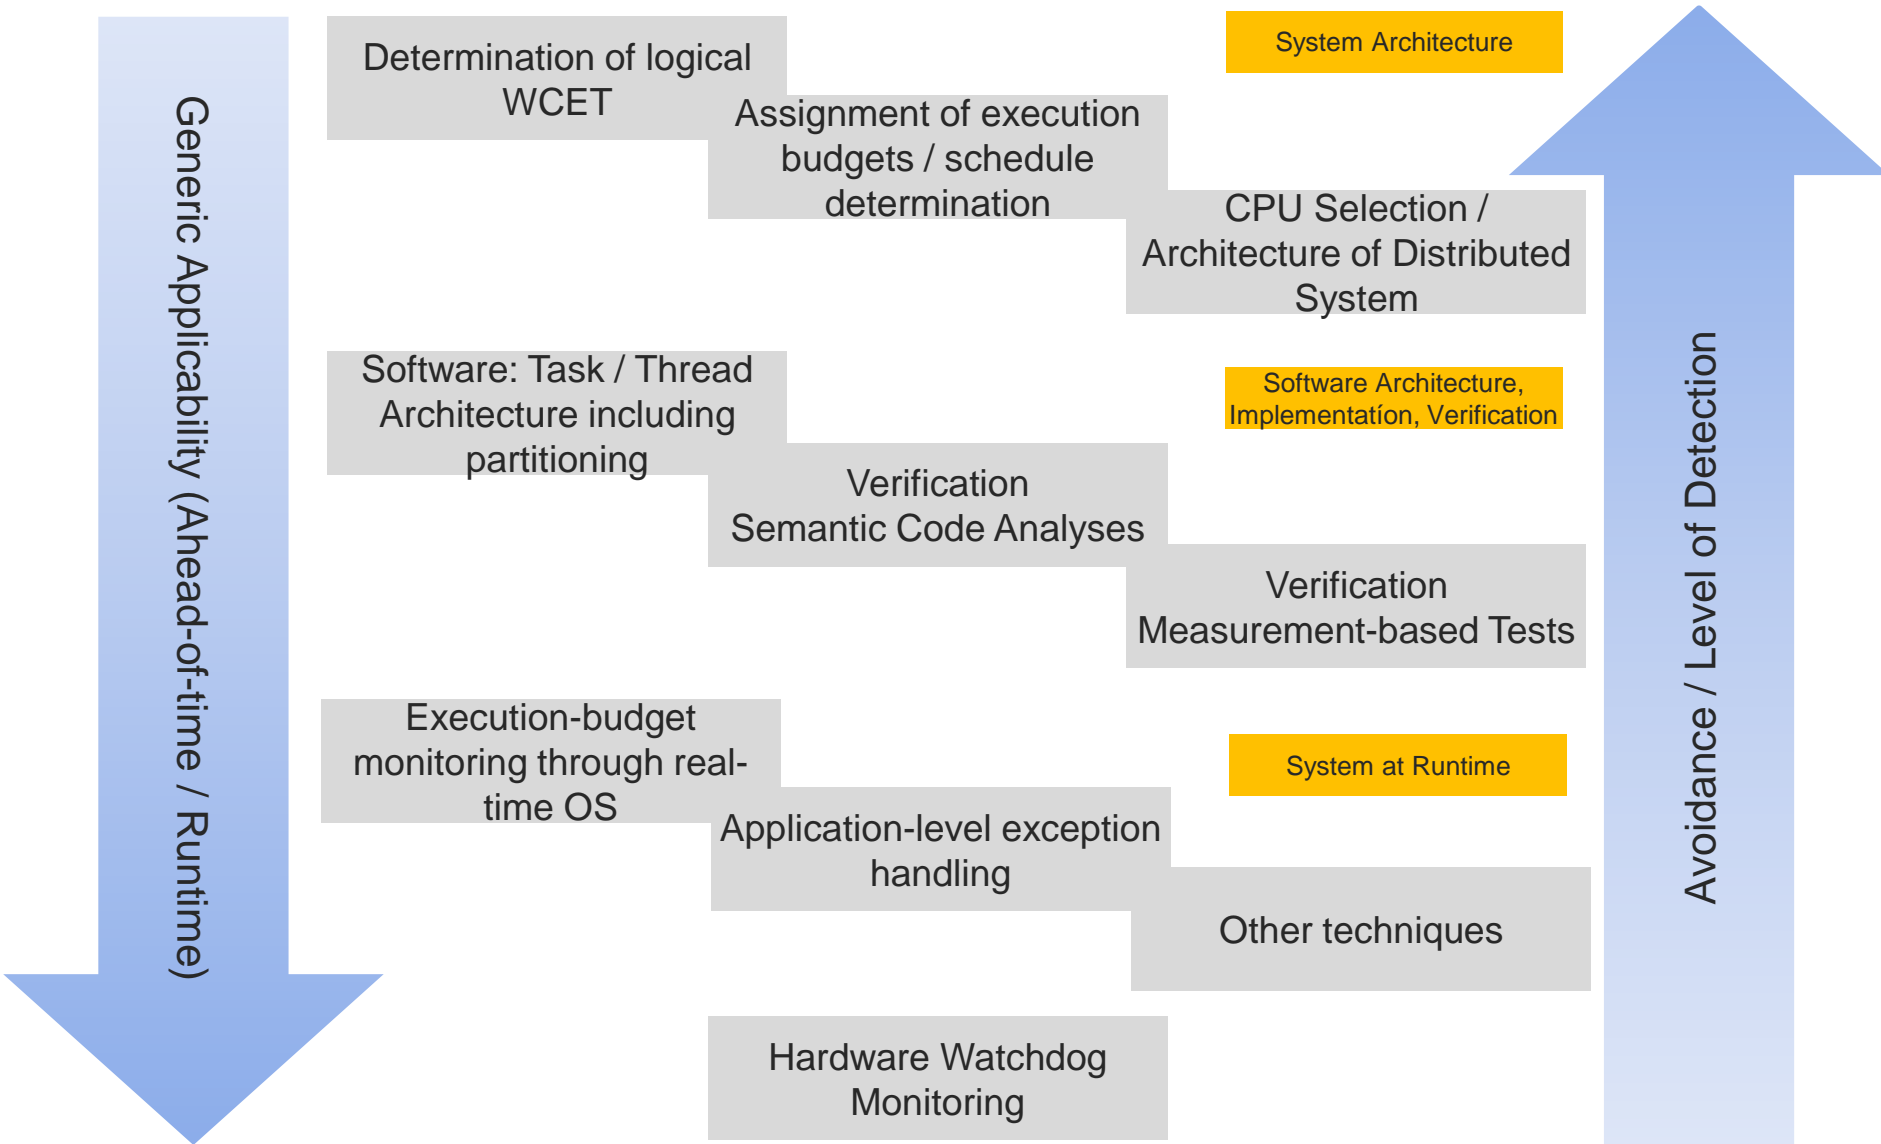 Generic Applicability (Ahead-of-time / Runtime)
Determination of logical
WCET
System Architecture
Assignment of execution
budgets / schedule
determination
CPU Selection /
Architecture of Distributed
System
Software: Task / Thread
Architecture including
partitioning
Software Architecture,
Implementatíon, Verification
Verification
Semantic Code Analyses
Verification
Measurement-based Tests
Execution-budget
monitoring through real-
time OS
System at Runtime
Application-level exception
handling
Other techniques
Hardware Watchdog
Monitoring
Avoidance / Level of Detection